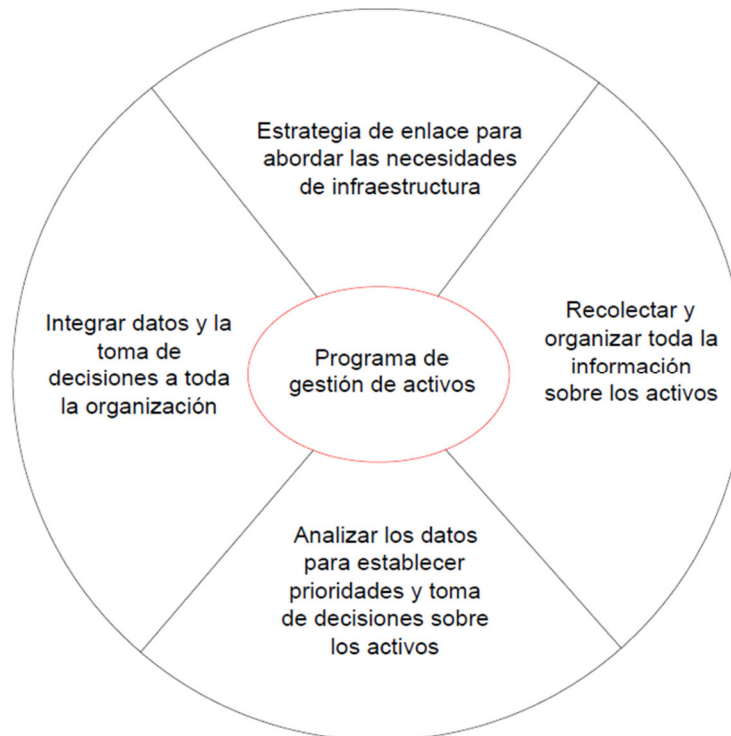 Estrategia de enlace para
abordar las necesidades
de infraestructura
Integrar datos y la
toma de
decisiones a toda
la organización
Programa de
gestión de activos
Recolectar y
organizar toda la
información
sobre los activos
Analizar los datos
para establecer
prioridades y toma
de decisiones sobre
los activos